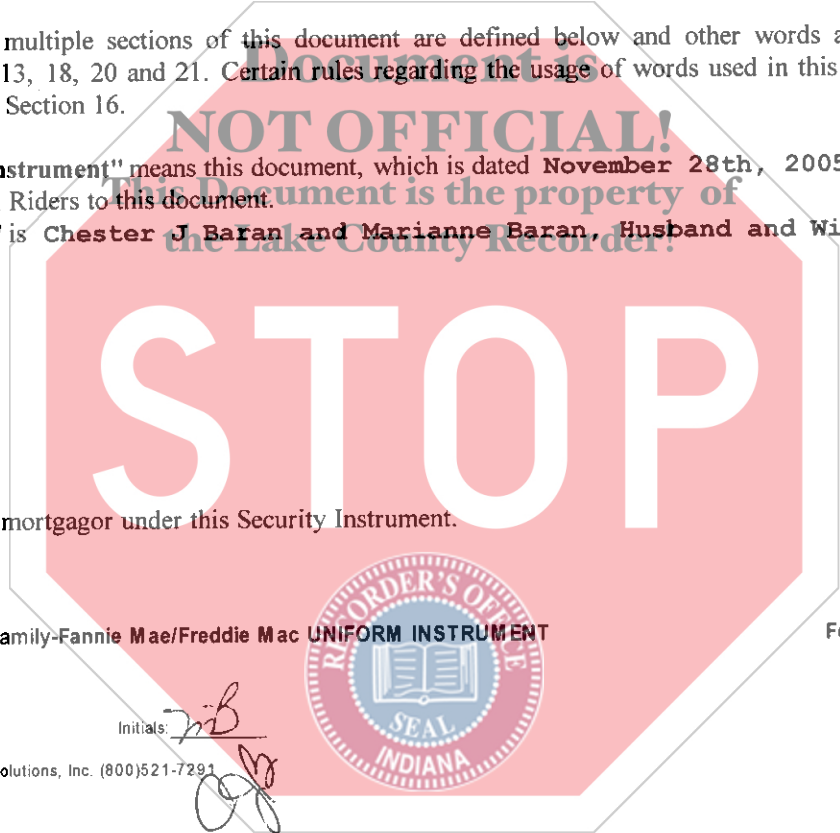 multiple sections of this document are defined below and other words a
Document is
13, 18, 20 and 21. Certain rules regarding the usage of words used in this
Section 16.
NOT OFFICIAL!
nstrument" means this document, which is dated November 28th, 2005
This Document is the property of
Riders to this document.
is Chester J Baran and Marianne Baran, Husband and Wi
the Lake County Recorder!
STOP
mortgagor under this Security Instrument.
RECORDER'S OFFICE
amily-Fannie Mae/Freddie Mac UNIFORM INSTRUMENT
SEAL
INDIANA
Initials: MB
olutions, Inc. (800)521-7291
CJB